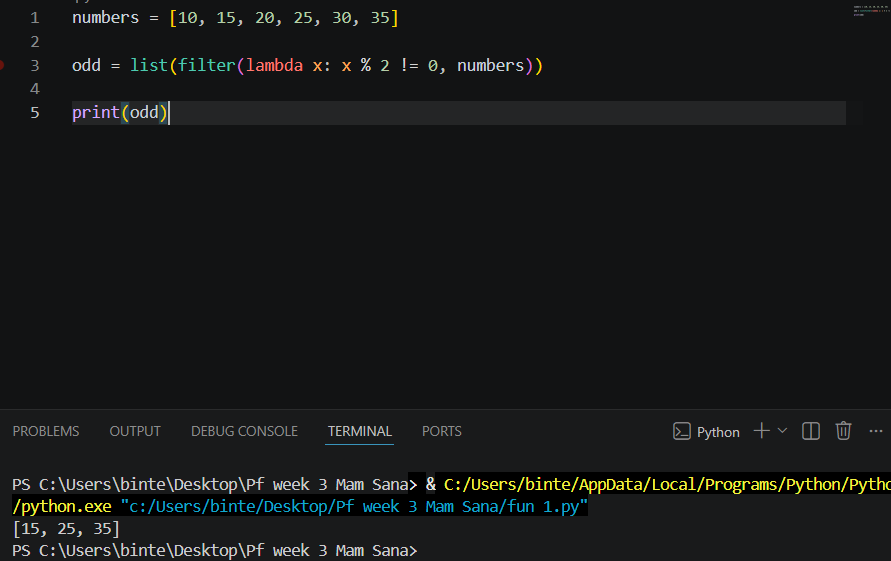 1 numbers = [10, 15, 20, 25, 30, 35]
2
3 odd = list(filter(lambda x: x % 2 != 0, numbers))
4
5 print(odd)
PROBLEMS OUTPUT DEBUG CONSOLE TERMINAL PORTS Python
PS C:\Users\binte\Desktop\Pf week 3 Mam Sana> & C:/Users/binte/AppData/Local/Programs/Python/Pytho
/python.exe "c:/Users/binte/Desktop/Pf week 3 Mam Sana/fun 1.py"
[15, 25, 35]
PS C:\Users\binte\Desktop\Pf week 3 Mam Sana>